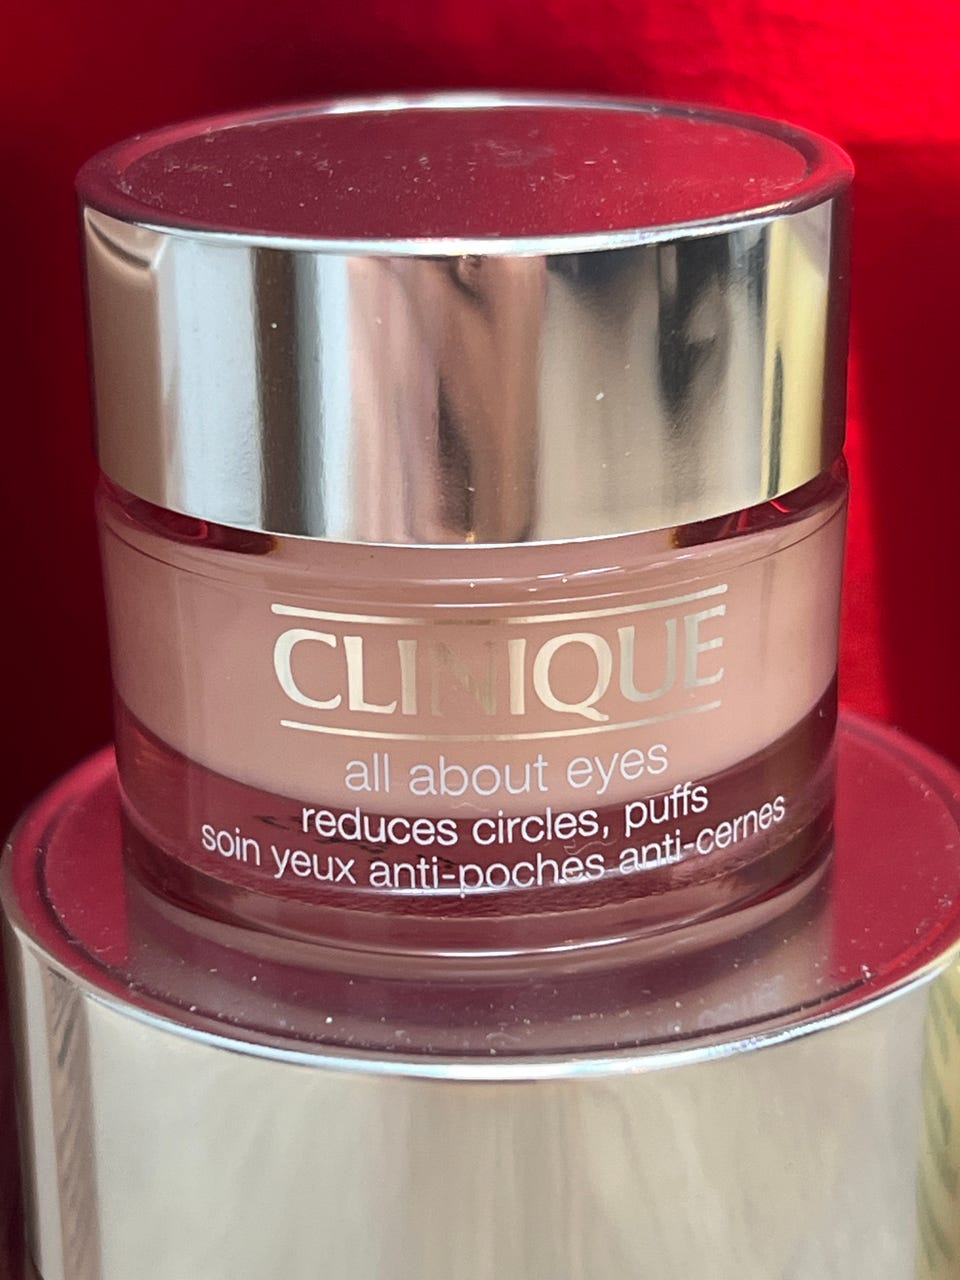 CLINIQUE
all about eyes
reduces circles, puffs
soin yeux anti-poches anti-cernes